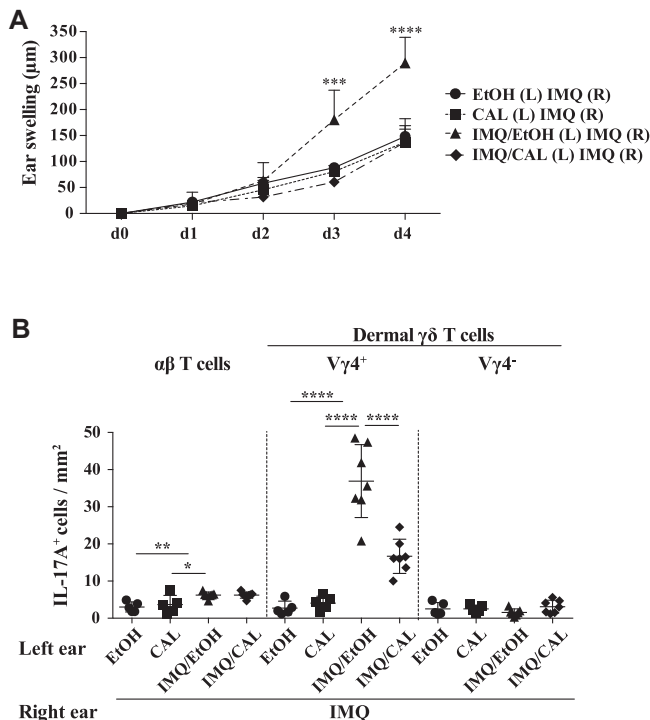 A
Ear swelling (μm)
350
300
250
200
150
100
50
0
d0 d1 d2 d3 d4
***
****
EtOH (L) IMQ (R)
CAL (L) IMQ (R)
IMQ/EtOH (L) IMQ (R)
IMQ/CAL (L) IMQ (R)
B
Dermal γδ T cells
αβ T cells Vγ4⁺ Vγ4⁻
****
**** ****
**
*
IL-17A⁺ cells / mm²
50
40
30
20
10
0
Left ear
EtOH CAL IMQ/EtOH IMQ/CAL EtOH CAL IMQ/EtOH IMQ/CAL EtOH CAL IMQ/EtOH IMQ/CAL
Right ear IMQ